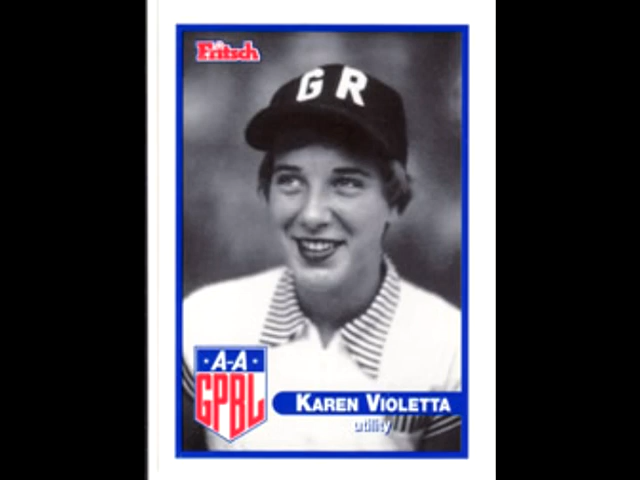 Fritsch
GR
A-A
GPBL
KAREN VIOLETTA
utility